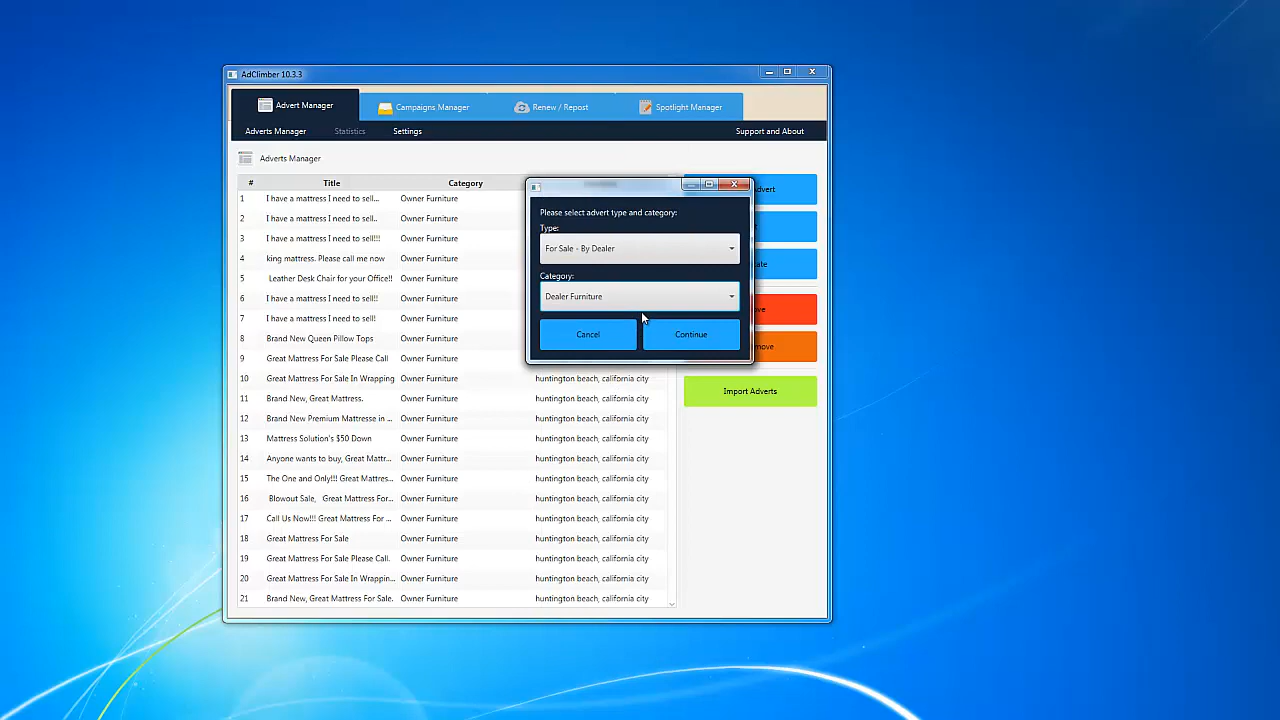 AdClimber 10.3.3
Advert Manager
Campaigns Manager
Renew / Repost
Spotlight Manager
Adverts Manager
Statistics
Settings
Support and About
Adverts Manager
# Title Category
1 I have a mattress I need to sell... Owner Furniture
2 I have a mattress I need to sell.. Owner Furniture
3 I have a mattress I need to sell!!! Owner Furniture
4 king mattress. Please call me now Owner Furniture
5 Leather Desk Chair for your Office!! Owner Furniture
6 I have a mattress I need to sell!! Owner Furniture
7 I have a mattress I need to sell! Owner Furniture
8 Brand New Queen Pillow Tops Owner Furniture
9 Great Mattress For Sale Please Call Owner Furniture
10 Great Mattress For Sale In Wrapping Owner Furniture huntington beach, california city
11 Brand New, Great Mattress. Owner Furniture huntington beach, california city
12 Brand New Premium Mattresse in ... Owner Furniture huntington beach, california city
13 Mattress Solution's $50 Down Owner Furniture huntington beach, california city
14 Anyone wants to buy, Great Mattr... Owner Furniture huntington beach, california city
15 The One and Only!!! Great Mattres... Owner Furniture huntington beach, california city
16 Blowout Sale, Great Mattress For... Owner Furniture huntington beach, california city
17 Call Us Now!!! Great Mattress For ... Owner Furniture huntington beach, california city
18 Great Mattress For Sale Owner Furniture huntington beach, california city
19 Great Mattress For Sale Please Call. Owner Furniture huntington beach, california city
20 Great Mattress For Sale In Wrappin... Owner Furniture huntington beach, california city
21 Brand New, Great Mattress For Sale. Owner Furniture huntington beach, california city
Please select advert type and category:
Type:
For Sale - By Dealer
Category:
Dealer Furniture
Cancel
Continue
Import Adverts